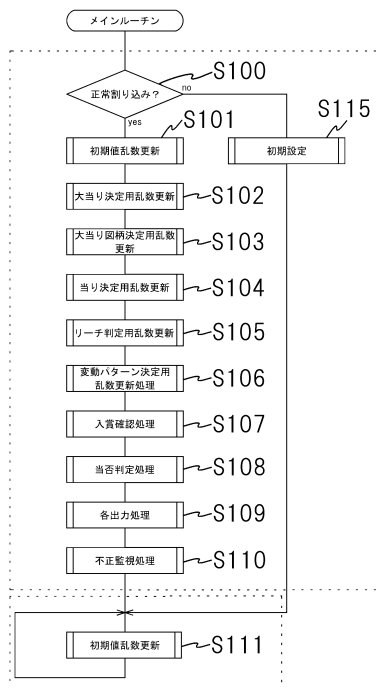 メインルーチン
S100
正常割り込み？
no
yes
S101
S115
初期値乱数更新
初期設定
大当り決定用乱数更新
S102
大当り図柄決定用乱数
更新
S103
当り決定用乱数更新
S104
リーチ判定用乱数更新
S105
変動パターン決定用
乱数更新処理
S106
入賞確認処理
S107
当否判定処理
S108
各出力処理
S109
不正監視処理
S110
初期値乱数更新
S111